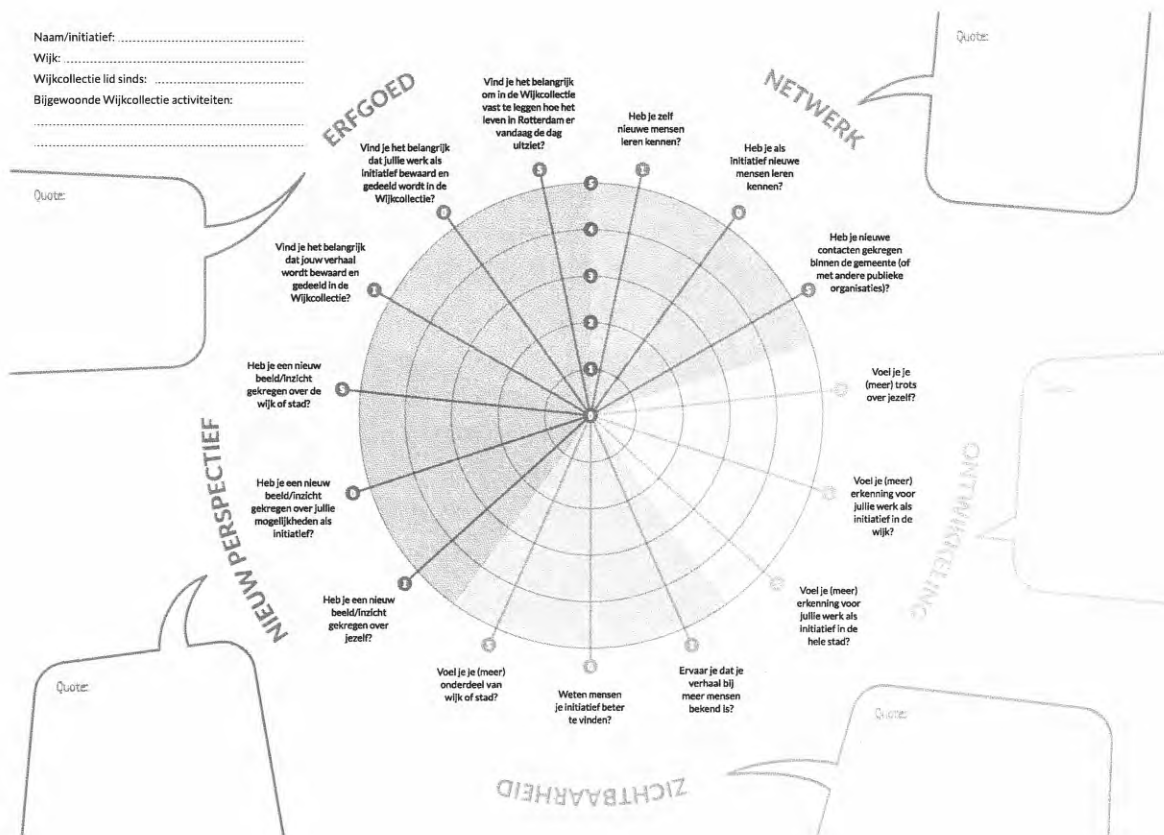 Naam/initiatief:
Wijk:
Wijkcollectie lid sinds:
Bijgewoonde Wijkcollectie activiteiten:
Quote:
ERFGOED
Vind je het belangrijk
om in de Wijkcollectie
vast te leggen hoe het
leven in Rotterdam er
vandaag de dag
uitziet?
S
Vind je het belangrijk
dat jullie werk als
initiatief bewaard en
gedeeld wordt in de
Wijkcollectie?
O
Vind je het belangrijk
dat jouw verhaal
wordt bewaard en
gedeeld in de
Wijkcollectie?
I
NETWERK
Quote:
Heb je zelf
nieuwe mensen
leren kennen?
I
Heb je als
initiatief nieuwe
mensen leren
kennen?
O
Heb je nieuwe
contacten gekregen
binnen de gemeente (of
met andere publieke
organisaties)?
S
5
4
3
2
1
0
ONTWIKKELING
Voel je je
(meer) trots
over jezelf?
Voel je (meer)
erkenning voor
jullie werk als
initiatief in de
wijk?
Voel je (meer)
erkenning voor
jullie werk als
initiatief in de
hele stad?
ZICHTBAARHEID
Quote:
Ervaar je dat je
verhaal bij
meer mensen
bekend is?
I
Weten mensen
je initiatief beter
te vinden?
Voel je je (meer)
onderdeel van
wijk of stad?
S
NIEUW PERSPECTIEF
Quote:
Heb je een nieuw
beeld/inzicht
gekregen over
jezelf?
I
Heb je een nieuw
beeld/inzicht
gekregen over jullie
mogelijkheden als
initiatief?
O
Heb je een nieuw
beeld/inzicht
gekregen over de
wijk of stad?
S